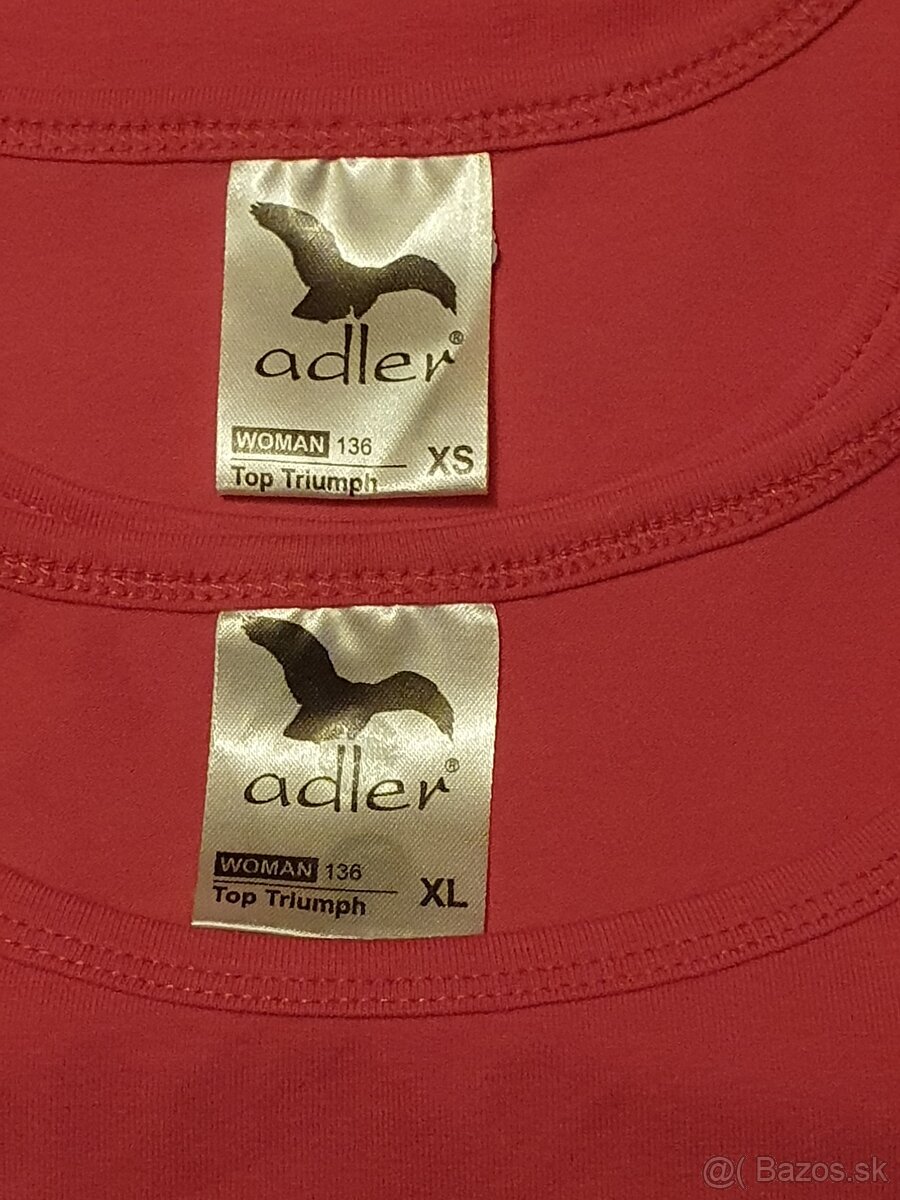 adler®
WOMAN 136
XS
Top Triumph
adler®
WOMAN 136
XL
Top Triumph
@( Bazos.sk